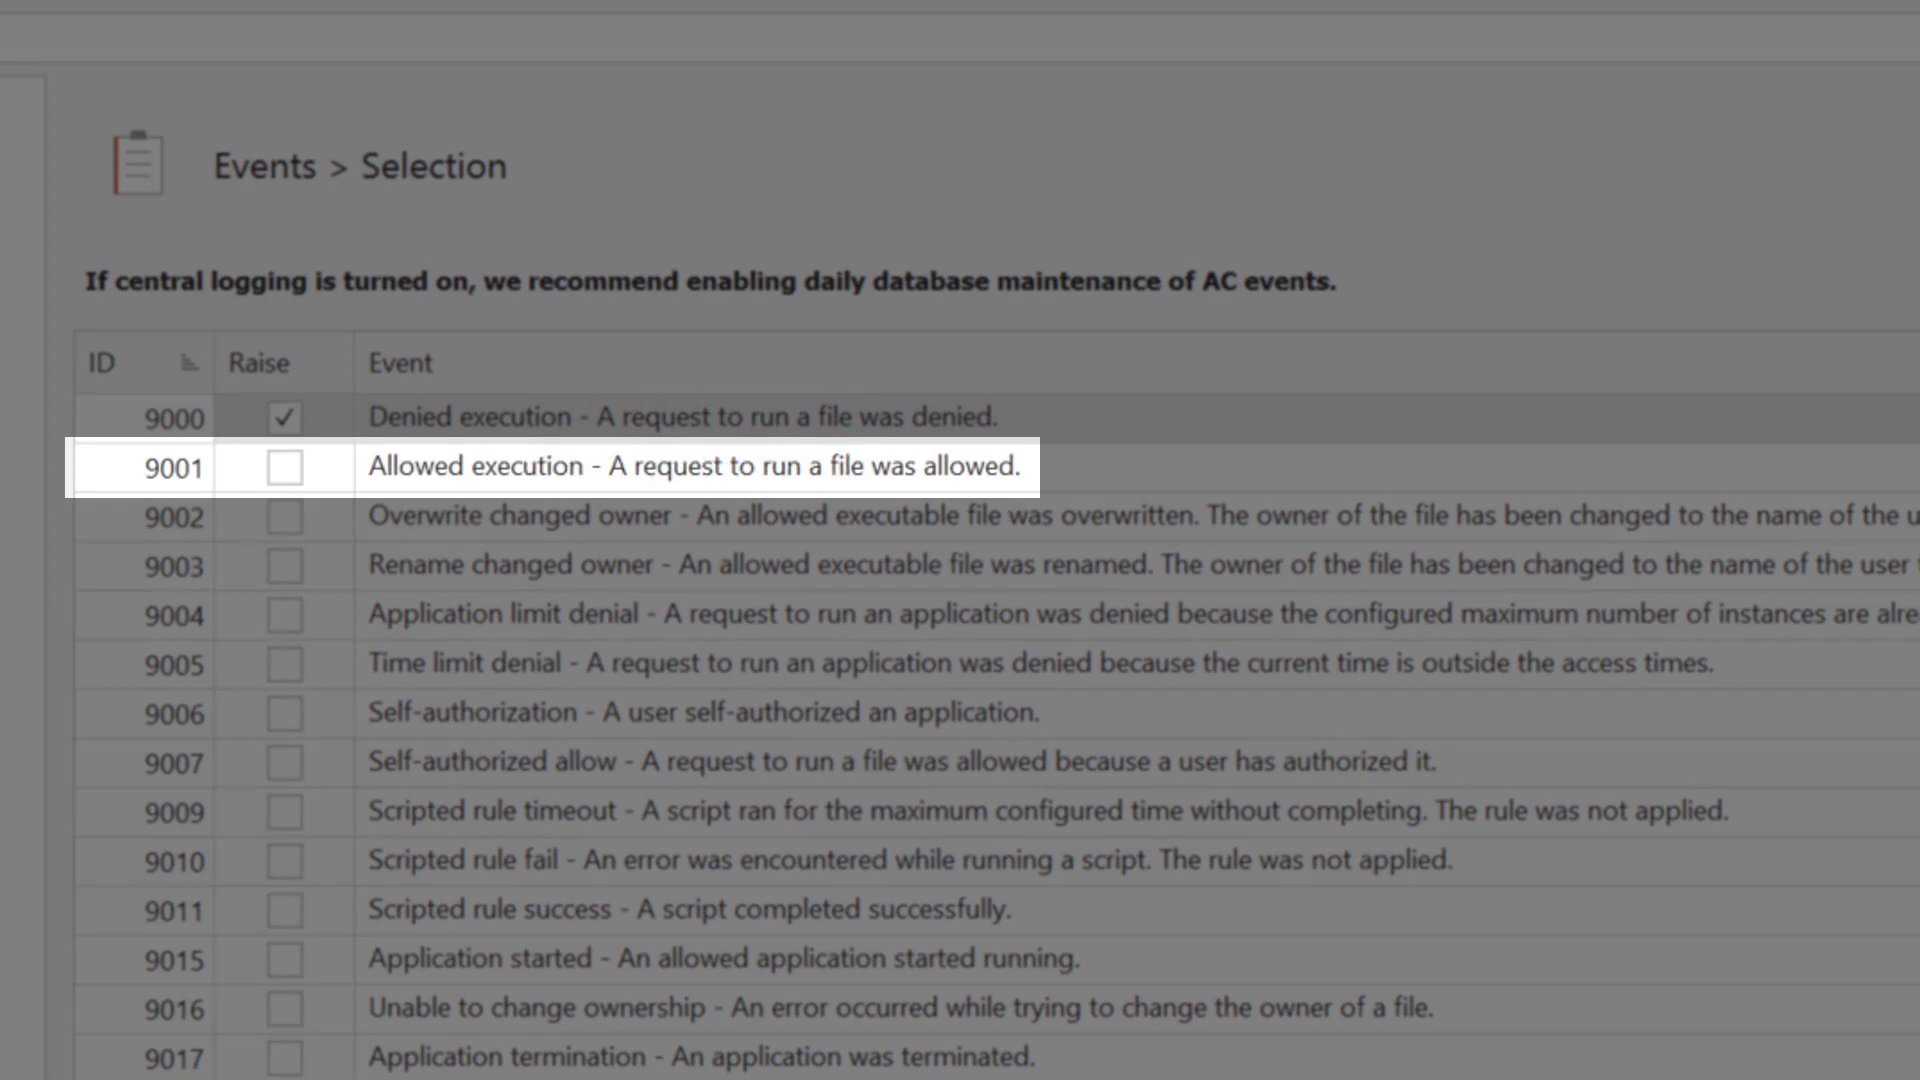 Events > Selection
If central logging is turned on, we recommend enabling daily database maintenance of AC events.
ID Raise Event
9000 Denied execution - A request to run a file was denied.
9001 Allowed execution - A request to run a file was allowed.
9002 Overwrite changed owner - An allowed executable file was overwritten. The owner of the file has been changed to the name of the
9003 Rename changed owner - An allowed executable file was renamed. The owner of the file has been changed to the name of the user
9004 Application limit denial - A request to run an application was denied because the configured maximum number of instances are
9005 Time limit denial - A request to run an application was denied because the current time is outside the access times.
9006 Self-authorization - A user self-authorized an application.
9007 Self-authorized allow - A request to run a file was allowed because a user has authorized it.
9009 Scripted rule timeout - A script ran for the maximum configured time without completing. The rule was not applied.
9010 Scripted rule fail - An error was encountered while running a script. The rule was not applied.
9011 Scripted rule success - A script completed successfully.
9015 Application started - An allowed application started running.
9016 Unable to change ownership - An error occurred while trying to change the owner of a file.
9017 Application termination - An application was terminated.